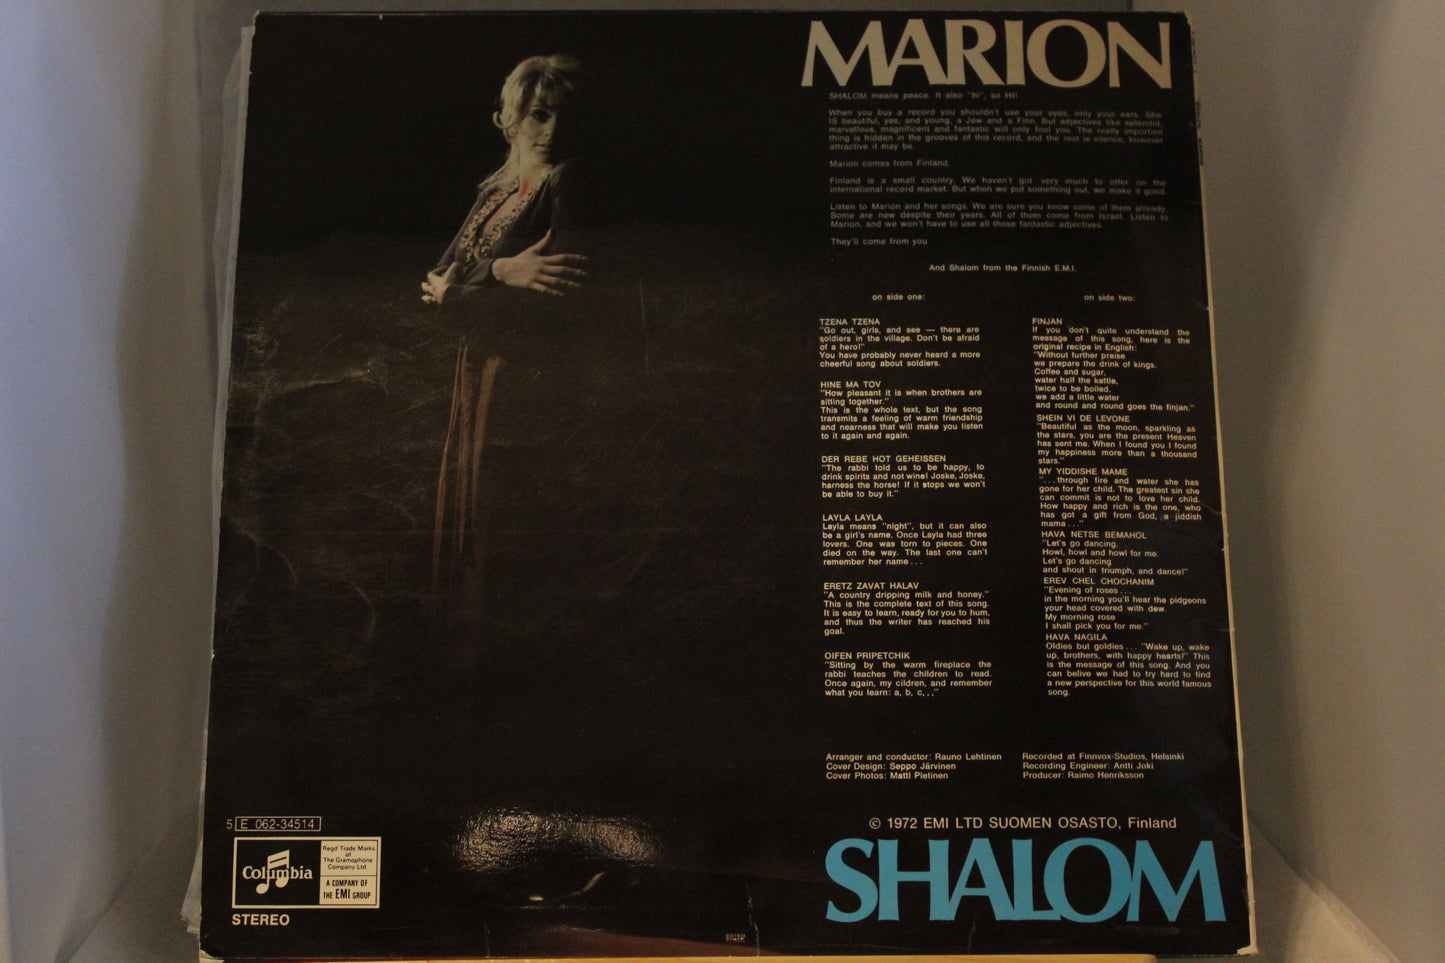 MARION
SHALOM means peace. It also "hi", so HI!
When you buy a record you shouldn't use your eyes, only your ears. She
IS beautiful, yes, and young, a Jew and a Finn. But adjectives like splendid,
marvellous, magnificent and fantastic will only fool you. The really important
thing is hidden in the grooves of this record, and the rest is silence, however
attractive it may be.
Marion comes from Finland.
Finland is a small country. We haven't got very much to offer on the
international record market. But when we put something out, we make it good.
Listen to Marion and her songs. We are sure you know some of them already.
Some are new despite their years. All of them come from Israel. Listen to
Marion, and we won't have to use all those fantastic adjectives.
They'll come from you
And Shalom from the Finnish E.M.I.
on side one:
TZENA TZENA
"Go out, girls, and see — there are
soldiers in the village. Don't be afraid
of a hero!"
You have probably never heard a more
cheerful song about soldiers.
HINE MA TOV
"How pleasant it is when brothers are
sitting together."
This is the whole text, but the song
transmits a feeling of warm friendship
and nearness that will make you listen
to it again and again.
DER REBE HOT GEHEISSEN
"The rabbi told us to be happy, to
drink spirits and not wine! Joske, Joske,
harness the horse! If it stops we won't
be able to buy it."
LAYLA LAYLA
Layla means "night", but it can also
be a girl's name. Once Layla had three
lovers. One was torn to pieces. One
died on the way. The last one can't
remember her name...
ERETZ ZAVAT HALAV
"A country dripping milk and honey."
This is the complete text of this song.
It is easy to learn, ready for you to hum,
and thus the writer has reached his
goal.
OIFEN PRIPETCHIK
"Sitting by the warm fireplace the
rabbi teaches the children to read.
Once again, my cildren, and remember
what you learn: a, b, c,,,"
on side two:
FINJAN
If you don't quite understand the
message of this song, here is the
original recipe in English:
"Without further praise
we prepare the drink of kings.
Coffee and sugar,
water half the kettle,
twice to be boiled,
we add a little water
and round and round goes the finjan."
SHEIN VI DE LEVONE
"Beautiful as the moon, sparkling as
the stars, you are the present Heaven
has sent me. When I found you I found
my happiness more than a thousand
stars."
MY YIDDISHE MAME
"...through fire and water she has
gone for her child. The greatest sin she
can commit is not to love her child.
How happy and rich is the one, who
has got a gift from God, a jiddish
mama..."
HAVA NETSE BEMAHOL
"Let's go dancing.
Howl, howl and howl for me.
Let's go dancing
and shout in triumph, and dance!"
EREV CHEL CHOCHANIM
"Evening of roses...
in the morning you'll hear the pidgeons
your head covered with dew.
My morning rose
I shall pick you for me."
HAVA NAGILA
Oldies but goldies... "Wake up, wake
up, brothers, with happy hearts!" This
is the message of this song. And you
can belive we had to try hard to find
a new perspective for this world famous
song.
Arranger and conductor: Rauno Lehtinen
Cover Design: Seppo Järvinen
Cover Photos: Matti Pietinen
Recorded at Finnvox-Studios, Helsinki
Recording Engineer: Antti Joki
Producer: Raimo Henriksson
© 1972 EMI LTD SUOMEN OSASTO, Finland
SHALOM
5 E 062-34514
Columbia
Regd Trade Marks
of
The Gramophone
Company Ltd
A COMPANY OF
THE EMI GROUP
STEREO